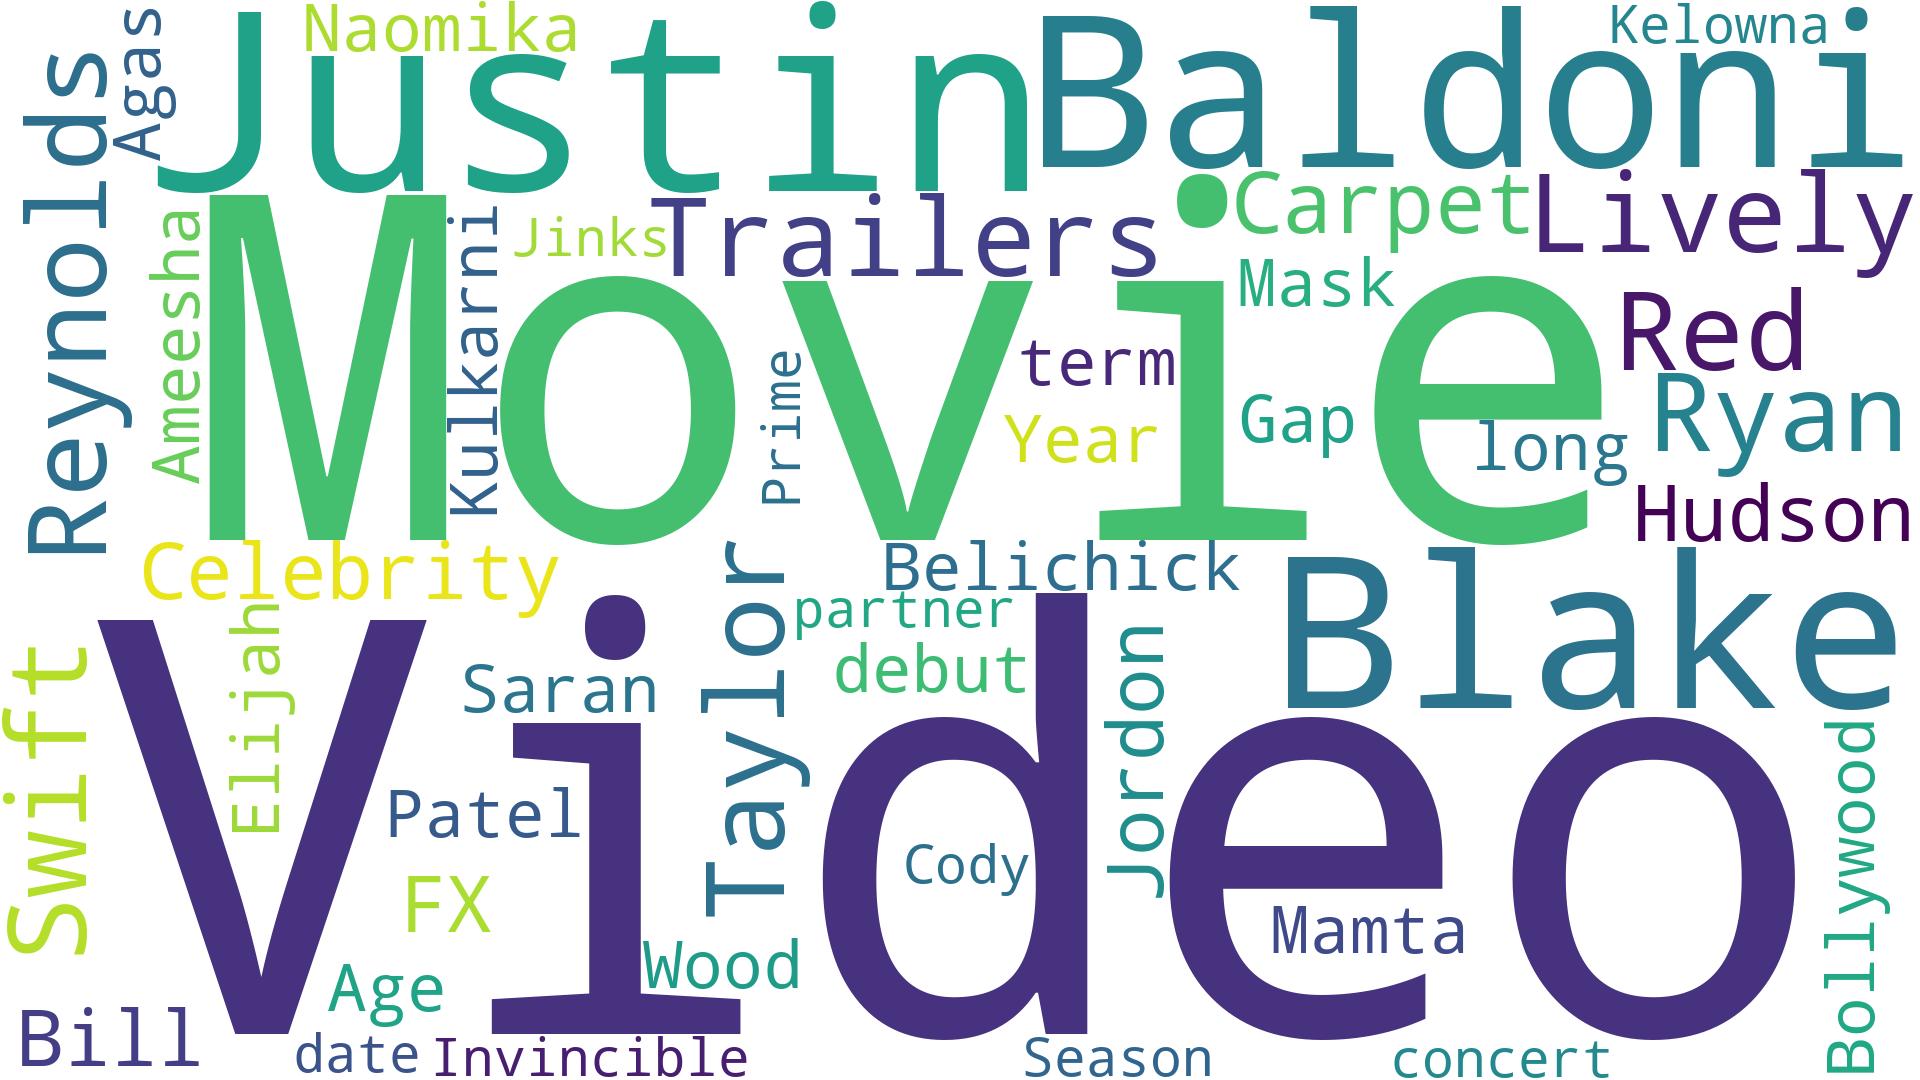 Naomika
Kelowna
Agas
Justin
Baldoni
Reynolds
Carpet
Lively
Trailers
Jinks
Ameesha
Kulkarni
Movie
Mask
Red
term
Prime
Year
Gap
long
Ryan
Hudson
Celebrity
Belichick
Blake
partner
Elijah
Saran
Taylor
debut
Jordon
Swift
Video
Patel
Cody
Bollywood
FX
Mamta
Wood
Age
Bill
date
Invincible
Season
concert